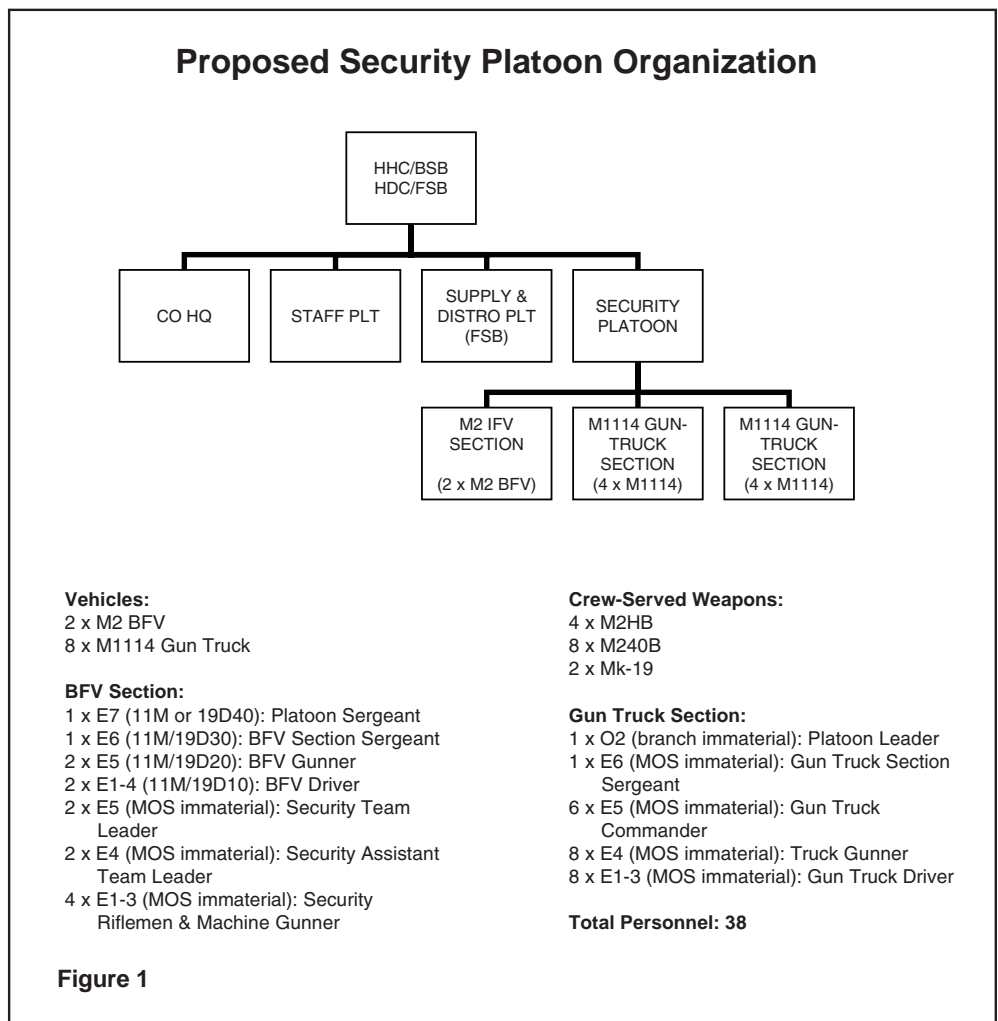 Proposed Security Platoon Organization
HHC/BSB
HDC/FSB
CO HQ
STAFF PLT
SUPPLY &
DISTRO PLT
(FSB)
SECURITY
PLATOON
M2 IFV
SECTION
(2 x M2 BFV)
M1114 GUN-
TRUCK
SECTION
(4 x M1114)
M1114 GUN-
TRUCK
SECTION
(4 x M1114)
Vehicles:
2 x M2 BFV
8 x M1114 Gun Truck
BFV Section:
1 x E7 (11M or 19D40): Platoon Sergeant
1 x E6 (11M/19D30): BFV Section Sergeant
2 x E5 (11M/19D20): BFV Gunner
2 x E1-4 (11M/19D10): BFV Driver
2 x E5 (MOS immaterial): Security Team
Leader
2 x E4 (MOS immaterial): Security Assistant
Team Leader
4 x E1-3 (MOS immaterial): Security
Riflemen & Machine Gunner
Crew-Served Weapons:
4 x M2HB
8 x M240B
2 x Mk-19
Gun Truck Section:
1 x O2 (branch immaterial): Platoon Leader
1 x E6 (MOS immaterial): Gun Truck Section
Sergeant
6 x E5 (MOS immaterial): Gun Truck
Commander
8 x E4 (MOS immaterial): Truck Gunner
8 x E1-3 (MOS immaterial): Gun Truck Driver
Total Personnel: 38
Figure 1